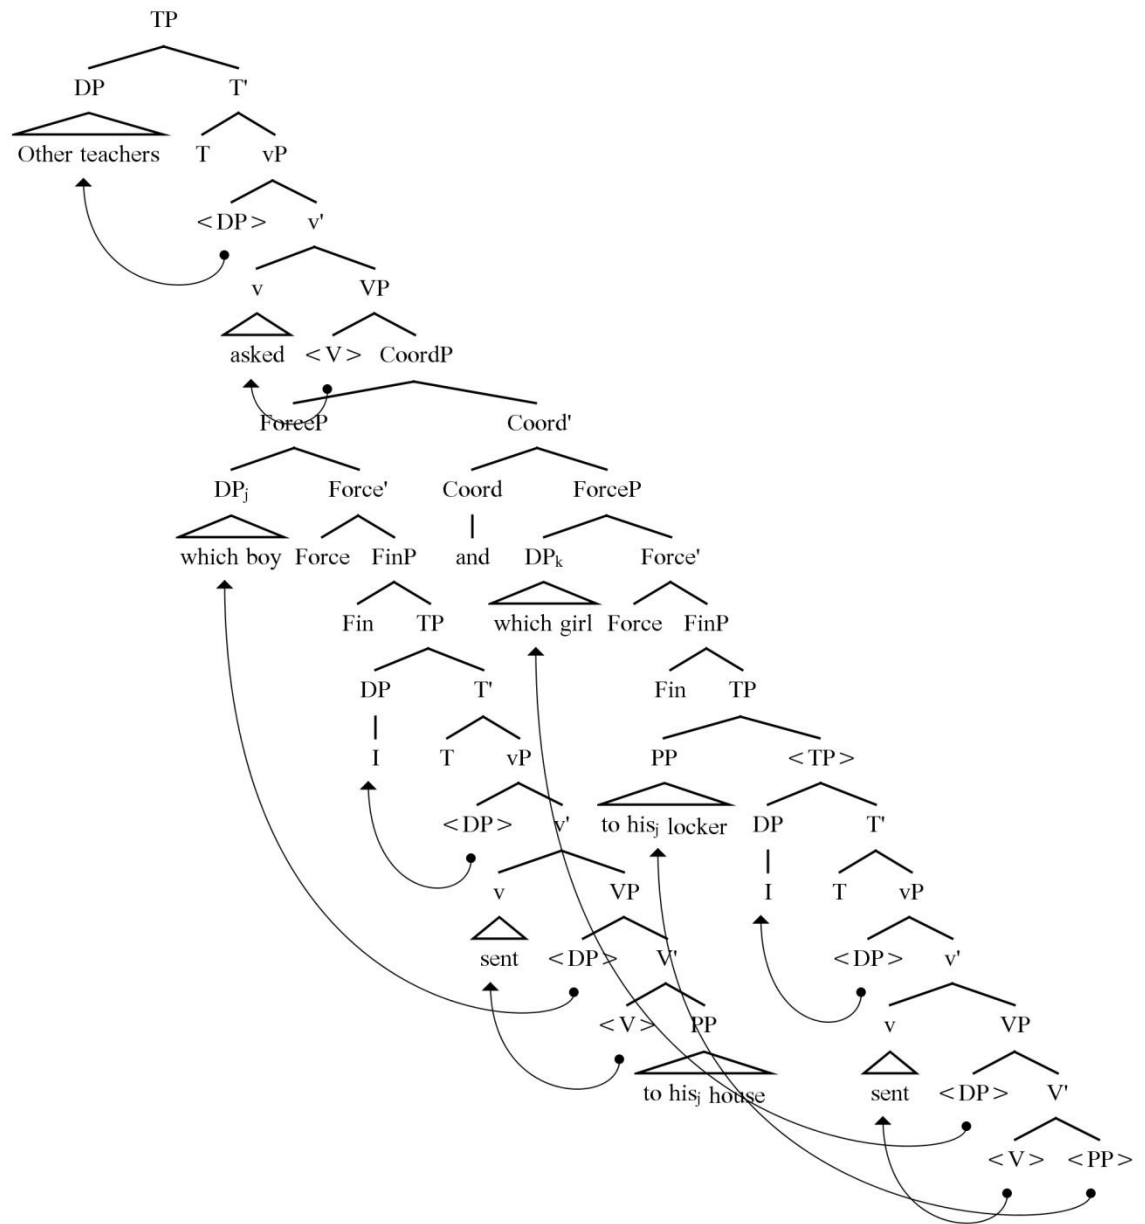 TP
DP T'
Other teachers T vP
<DP> v'
v VP
asked <V> CoordP
ForceP Coord'
DPj Force' Coord ForceP
which boy Force FinP and DPk Force'
Fin TP which girl Force FinP
DP T' Fin TP
I T vP PP <TP>
<DP> v' to hisj locker DP T'
v VP I T vP
sent <DP> V' <DP> v'
<V> PP v VP
to hisj house sent <DP> V'
<V> <PP>